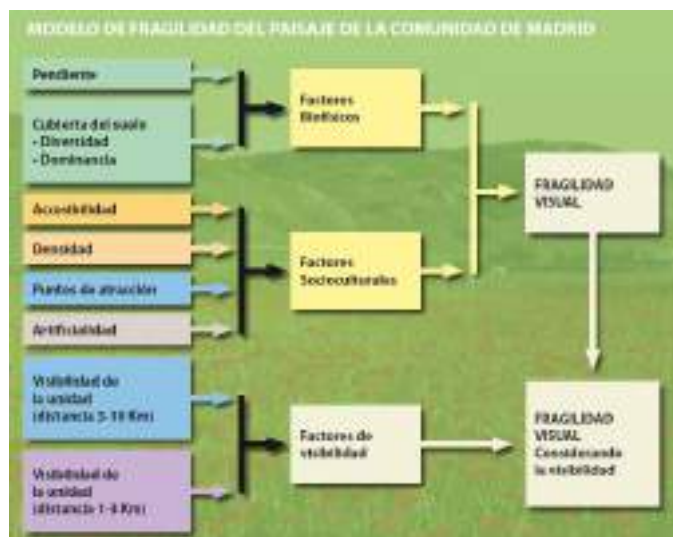 MODELO DE FRAGILIDAD DEL PAISAJE DE LA COMUNIDAD DE MADRID
Pendiente
Cubierta del suelo
- Diversidad
- Dominancia
Factores
Biofísicos
Accesibilidad
Densidad
Puntos de atracción
Artificialidad
Factores
Socioculturales
FRAGILIDAD
VISUAL
Visibilidad de
la unidad
(distancia 3-10 Km)
Visibilidad de
la unidad
(distancia 1-3 Km)
Factores de
visibilidad
FRAGILIDAD
VISUAL
Considerando
la visibilidad